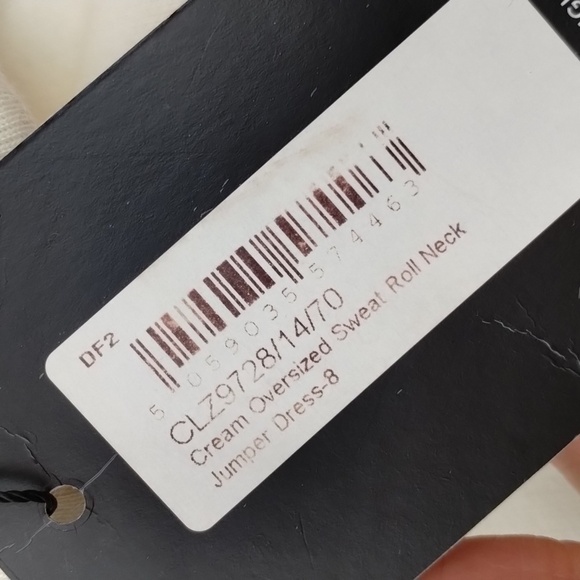 DF2
5 059035 574463
CLZ9728/14/70
Cream Oversized Sweat Roll Neck
Jumper Dress-8